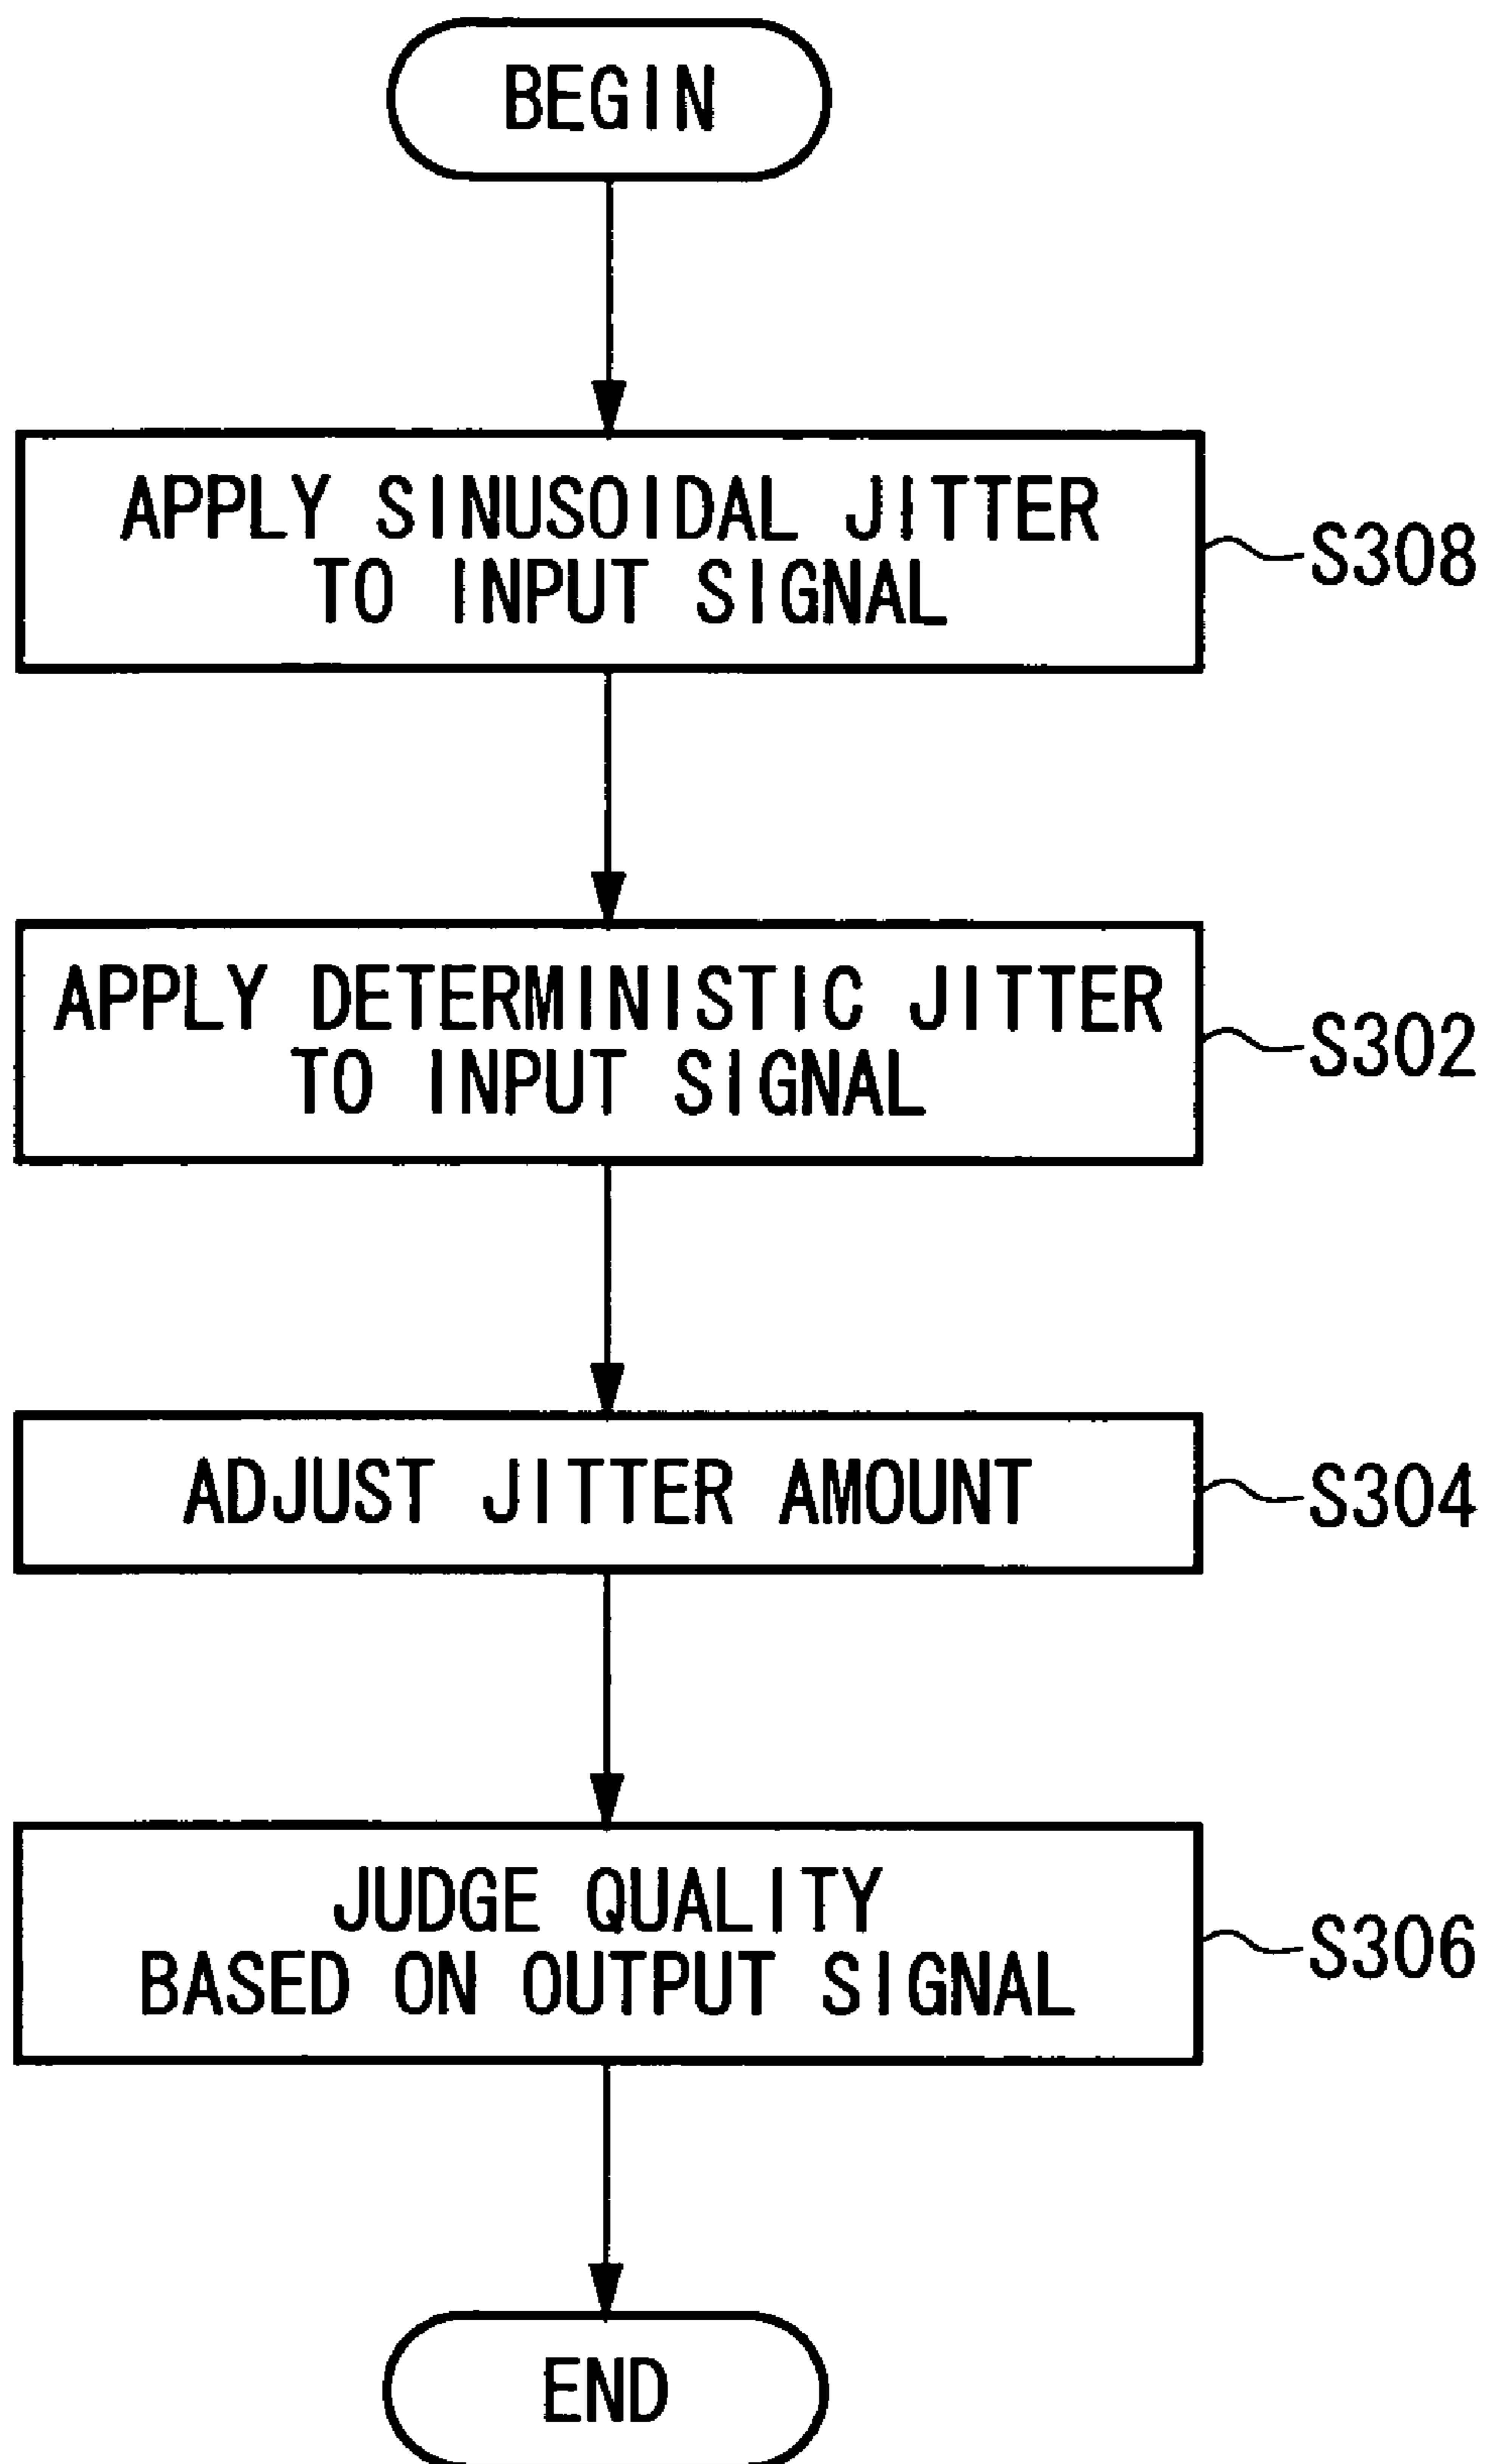 BEGIN
APPLY SINUSOIDAL JITTER
TO INPUT SIGNAL
S308
APPLY DETERMINISTIC JITTER
TO INPUT SIGNAL
S302
ADJUST JITTER AMOUNT
S304
JUDGE QUALITY
BASED ON OUTPUT SIGNAL
S306
END